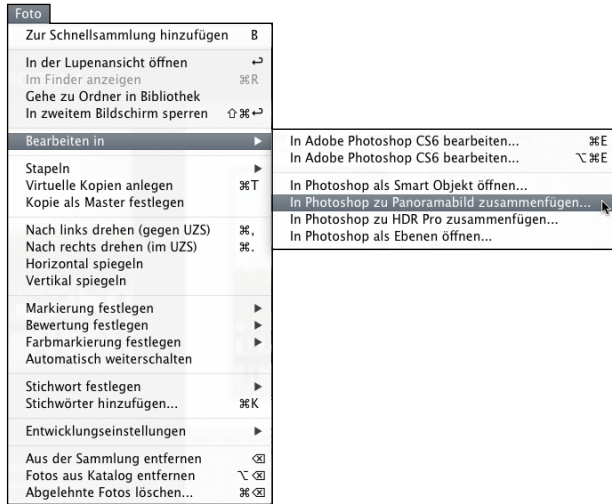 Foto
Zur Schnellsammlung hinzufügen B
In der Lupenansicht öffnen ↩
Im Finder anzeigen ⌘R
Gehe zu Ordner in Bibliothek
In zweitem Bildschirm sperren ⇧⌘↩
Bearbeiten in ▶
In Adobe Photoshop CS6 bearbeiten... ⌘E
In Adobe Photoshop CS6 bearbeiten... ⌥⌘E
In Photoshop als Smart Objekt öffnen...
In Photoshop zu Panoramabild zusammenfügen...
In Photoshop zu HDR Pro zusammenfügen...
In Photoshop als Ebenen öffnen...
Stapeln ▶
Virtuelle Kopien anlegen ⌘T
Kopie als Master festlegen
Nach links drehen (gegen UZS) ⌘,
Nach rechts drehen (im UZS) ⌘.
Horizontal spiegeln
Vertikal spiegeln
Markierung festlegen ▶
Bewertung festlegen ▶
Farbmarkierung festlegen ▶
Automatisch weiterschalten
Stichwort festlegen ▶
Stichwörter hinzufügen... ⌘K
Entwicklungseinstellungen ▶
Aus der Sammlung entfernen ⌫
Fotos aus Katalog entfernen ⌥⌫
Abgelehnte Fotos löschen... ⌘⌫